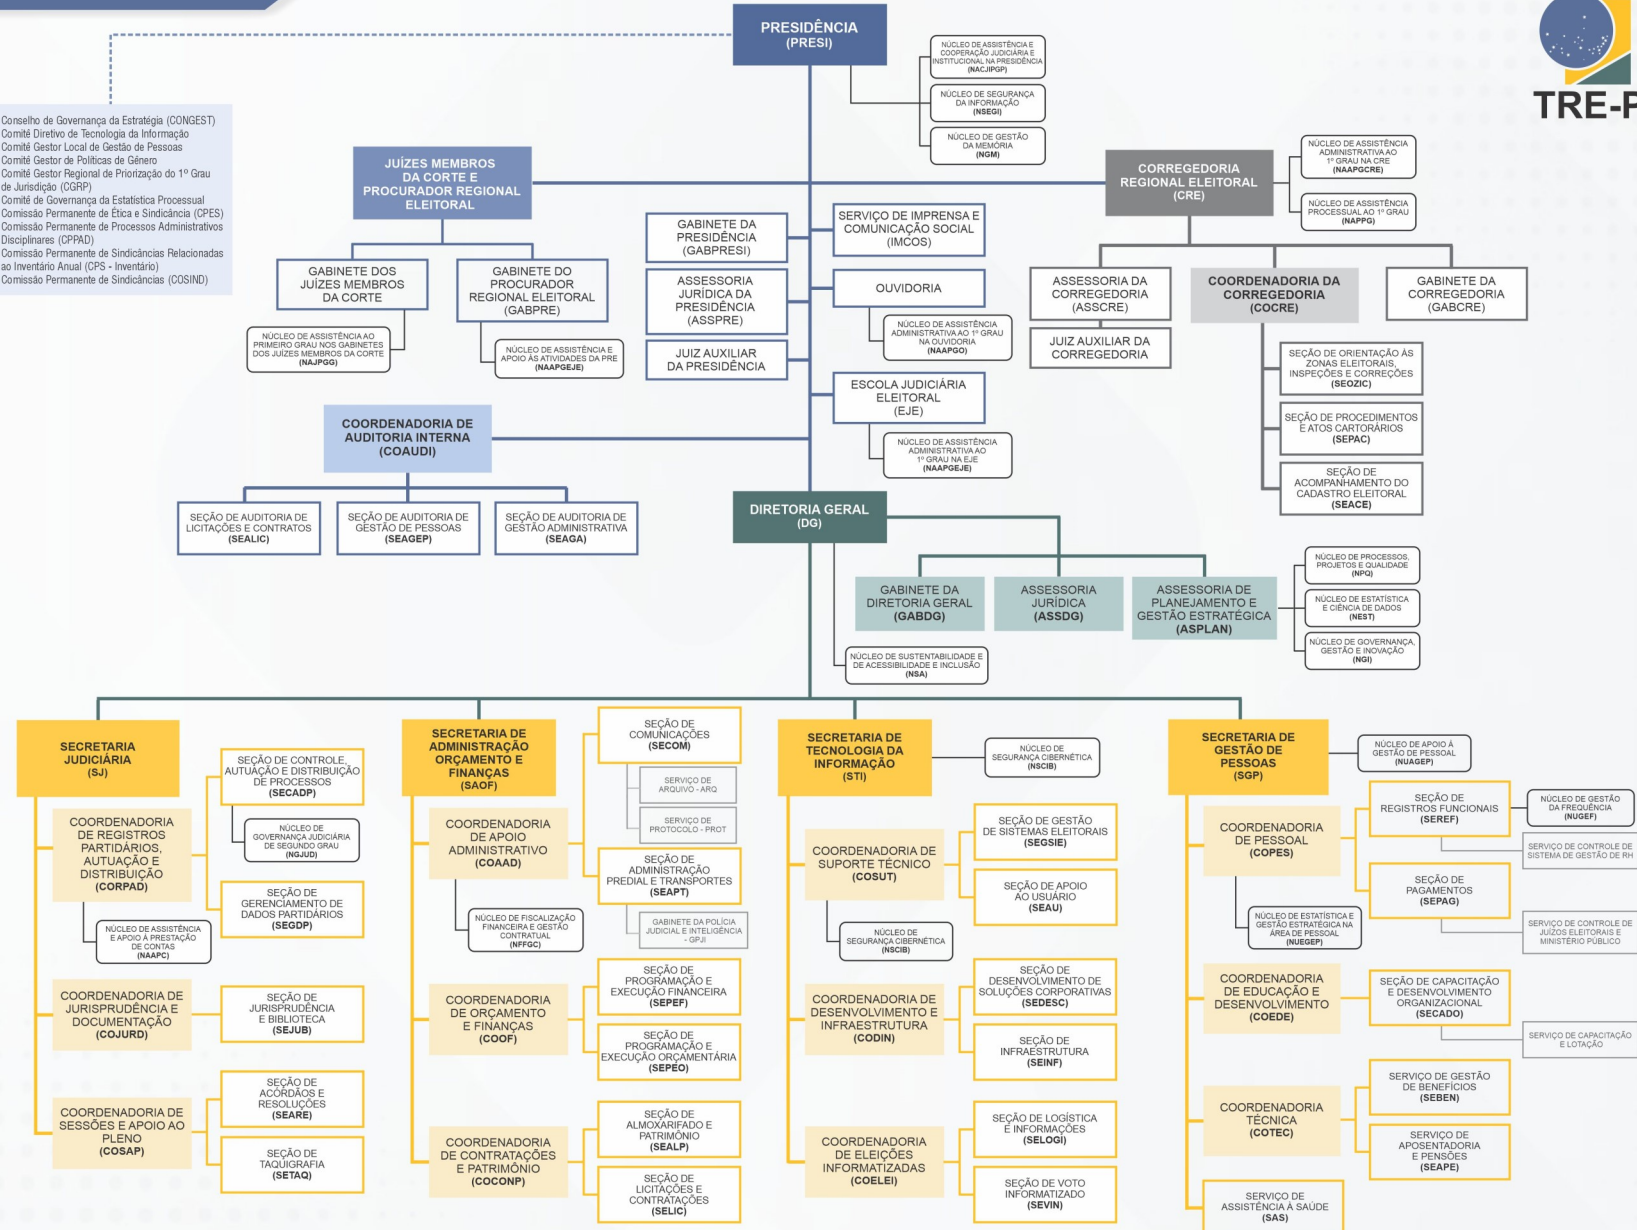 PRESIDÊNCIA
(PRESI)
NÚCLEO DE ASSISTÊNCIA E
COOPERAÇÃO JUDICIÁRIA E
INSTITUCIONAL NA PRESIDÊNCIA
(NACJIPGP)
NÚCLEO DE SEGURANÇA
DA INFORMAÇÃO
(NSEGI)
NÚCLEO DE GESTÃO
DA MEMÓRIA
(NGM)
TRE-P
Conselho de Governança da Estratégia (CONGEST)
Comitê Diretivo de Tecnologia da Informação
Comitê Gestor Local de Gestão de Pessoas
Comitê Gestor de Políticas de Gênero
Comitê Gestor Regional de Priorização do 1º Grau
de Jurisdição (CGRP)
Comitê de Governança da Estatística Processual
Comissão Permanente de Ética e Sindicância (CPES)
Comissão Permanente de Processos Administrativos
Disciplinares (CPPAD)
Comissão Permanente de Sindicâncias Relacionadas
ao Inventário Anual (CPS - Inventário)
Comissão Permanente de Sindicâncias (COSIND)
JUÍZES MEMBROS
DA CORTE E
PROCURADOR REGIONAL
ELEITORAL
GABINETE DOS
JUÍZES MEMBROS
DA CORTE
NÚCLEO DE ASSISTÊNCIA AO
PRIMEIRO GRAU NOS GABINETES
DOS JUÍZES MEMBROS DA CORTE
(NAJPGG)
GABINETE DO
PROCURADOR
REGIONAL ELEITORAL
(GABPRE)
NÚCLEO DE ASSISTÊNCIA E
APOIO ÀS ATIVIDADES DA PRE
(NAAPGEJE)
GABINETE DA
PRESIDÊNCIA
(GABPRESI)
ASSESSORIA
JURÍDICA DA
PRESIDÊNCIA
(ASSPRE)
JUIZ AUXILIAR
DA PRESIDÊNCIA
SERVIÇO DE IMPRENSA E
COMUNICAÇÃO SOCIAL
(IMCOS)
OUVIDORIA
NÚCLEO DE ASSISTÊNCIA
ADMINISTRATIVA AO 1º GRAU
NA OUVIDORIA
(NAAPGO)
ESCOLA JUDICIÁRIA
ELEITORAL
(EJE)
NÚCLEO DE ASSISTÊNCIA
ADMINISTRATIVA AO
1º GRAU NA EJE
(NAAPGEJE)
CORREGEDORIA
REGIONAL ELEITORAL
(CRE)
NÚCLEO DE ASSISTÊNCIA
ADMINISTRATIVA AO
1º GRAU NA CRE
(NAAPGCRE)
NÚCLEO DE ASSISTÊNCIA
PROCESSUAL AO 1º GRAU
(NAPPG)
ASSESSORIA DA
CORREGEDORIA
(ASSCRE)
JUIZ AUXILIAR DA
CORREGEDORIA
COORDENADORIA DA
CORREGEDORIA
(COCRE)
GABINETE DA
CORREGEDORIA
(GABCRE)
SEÇÃO DE ORIENTAÇÃO ÀS
ZONAS ELEITORAIS,
INSPEÇÕES E CORREÇÕES
(SEOZIC)
SEÇÃO DE PROCEDIMENTOS
E ATOS CARTORÁRIOS
(SEPAC)
SEÇÃO DE
ACOMPANHAMENTO DO
CADASTRO ELEITORAL
(SEACE)
COORDENADORIA DE
AUDITORIA INTERNA
(COAUDI)
SEÇÃO DE AUDITORIA DE
LICITAÇÕES E CONTRATOS
(SEALIC)
SEÇÃO DE AUDITORIA DE
GESTÃO DE PESSOAS
(SEAGEP)
SEÇÃO DE AUDITORIA DE
GESTÃO ADMINISTRATIVA
(SEAGA)
DIRETORIA GERAL
(DG)
GABINETE DA
DIRETORIA GERAL
(GABDG)
ASSESSORIA
JURÍDICA
(ASSDG)
ASSESSORIA DE
PLANEJAMENTO E
GESTÃO ESTRATÉGICA
(ASPLAN)
NÚCLEO DE PROCESSOS,
PROJETOS E QUALIDADE
(NPQ)
NÚCLEO DE ESTATÍSTICA
E CIÊNCIA DE DADOS
(NEST)
NÚCLEO DE GOVERNANÇA,
GESTÃO E INOVAÇÃO
(NGI)
NÚCLEO DE SUSTENTABILIDADE E
DE ACESSIBILIDADE E INCLUSÃO
(NSA)
SECRETARIA
JUDICIÁRIA
(SJ)
COORDENADORIA
DE REGISTROS
PARTIDÁRIOS,
AUTUAÇÃO E
DISTRIBUIÇÃO
(CORPAD)
NÚCLEO DE ASSISTÊNCIA
E APOIO À PRESTAÇÃO
DE CONTAS
(NAAPC)
SEÇÃO DE CONTROLE,
AUTUAÇÃO E DISTRIBUIÇÃO
DE PROCESSOS
(SECADP)
NÚCLEO DE
GOVERNANÇA JUDICIÁRIA
DE SEGUNDO GRAU
(NGJUD)
SEÇÃO DE
GERENCIAMENTO DE
DADOS PARTIDÁRIOS
(SEGDP)
COORDENADORIA DE
JURISPRUDÊNCIA E
DOCUMENTAÇÃO
(COJURD)
SEÇÃO DE
JURISPRUDÊNCIA
E BIBLIOTECA
(SEJUB)
COORDENADORIA DE
SESSÕES E APOIO AO
PLENO
(COSAP)
SEÇÃO DE
ACÓRDÃOS E
RESOLUÇÕES
(SEARE)
SEÇÃO DE
TAQUIGRAFIA
(SETAQ)
SECRETARIA DE
ADMINISTRAÇÃO
ORÇAMENTO E
FINANÇAS
(SAOF)
COORDENADORIA
DE APOIO
ADMINISTRATIVO
(COAAD)
NÚCLEO DE FISCALIZAÇÃO
FINANCEIRA E GESTÃO
CONTRATUAL
(NFFGC)
SEÇÃO DE
COMUNICAÇÕES
(SECOM)
SERVIÇO DE
ARQUIVO - ARQ
SERVIÇO DE
PROTOCOLO - PROT
SEÇÃO DE
ADMINISTRAÇÃO
PREDIAL E TRANSPORTES
(SEAPT)
GABINETE DA POLÍCIA
JUDICIAL E INTELIGÊNCIA
- GPJI
COORDENADORIA
DE ORÇAMENTO
E FINANÇAS
(COOF)
SEÇÃO DE
PROGRAMAÇÃO E
EXECUÇÃO FINANCEIRA
(SEPEF)
SEÇÃO DE
PROGRAMAÇÃO E
EXECUÇÃO ORÇAMENTÁRIA
(SEPEO)
COORDENADORIA
DE CONTRATAÇÕES
E PATRIMÔNIO
(COCONP)
SEÇÃO DE
ALMOXARIFADO E
PATRIMÔNIO
(SEALP)
SEÇÃO DE
LICITAÇÕES E
CONTRATAÇÕES
(SELIC)
SECRETARIA DE
TECNOLOGIA DA
INFORMAÇÃO
(STI)
NÚCLEO DE
SEGURANÇA CIBERNÉTICA
(NSCIB)
COORDENADORIA DE
SUPORTE TÉCNICO
(COSUT)
NÚCLEO DE
SEGURANÇA CIBERNÉTICA
(NSCIB)
SEÇÃO DE GESTÃO
DE SISTEMAS ELEITORAIS
(SEGSIE)
SEÇÃO DE APOIO
AO USUÁRIO
(SEAU)
COORDENADORIA DE
DESENVOLVIMENTO E
INFRAESTRUTURA
(CODIN)
SEÇÃO DE
DESENVOLVIMENTO DE
SOLUÇÕES CORPORATIVAS
(SEDESC)
SEÇÃO DE
INFRAESTRUTURA
(SEINF)
COORDENADORIA
DE ELEIÇÕES
INFORMATIZADAS
(COELEI)
SEÇÃO DE LOGÍSTICA
E INFORMAÇÕES
(SELOGI)
SEÇÃO DE VOTO
INFORMATIZADO
(SEVIN)
SECRETARIA DE
GESTÃO DE
PESSOAS
(SGP)
NÚCLEO DE APOIO À
GESTÃO DE PESSOAL
(NUAGEP)
COORDENADORIA
DE PESSOAL
(COPES)
NÚCLEO DE ESTATÍSTICA E
GESTÃO ESTRATÉGICA NA
ÁREA DE PESSOAL
(NUEGEP)
SEÇÃO DE
REGISTROS FUNCIONAIS
(SEREF)
NÚCLEO DE GESTÃO
DA FREQUÊNCIA
(NUGEF)
SERVIÇO DE CONTROLE DE
SISTEMA DE GESTÃO DE RH
SEÇÃO DE
PAGAMENTOS
(SEPAG)
SERVIÇO DE CONTROLE DE
JUÍZOS ELEITORAIS E
MINISTÉRIO PÚBLICO
COORDENADORIA
DE EDUCAÇÃO E
DESENVOLVIMENTO
(COEDE)
SEÇÃO DE CAPACITAÇÃO
E DESENVOLVIMENTO
ORGANIZACIONAL
(SECADO)
SERVIÇO DE CAPACITAÇÃO
E LOTAÇÃO
COORDENADORIA
TÉCNICA
(COTEC)
SERVIÇO DE GESTÃO
DE BENEFÍCIOS
(SEBEN)
SERVIÇO DE
APOSENTADORIA
E PENSÕES
(SEAPE)
SERVIÇO DE
ASSISTÊNCIA À SAÚDE
(SAS)